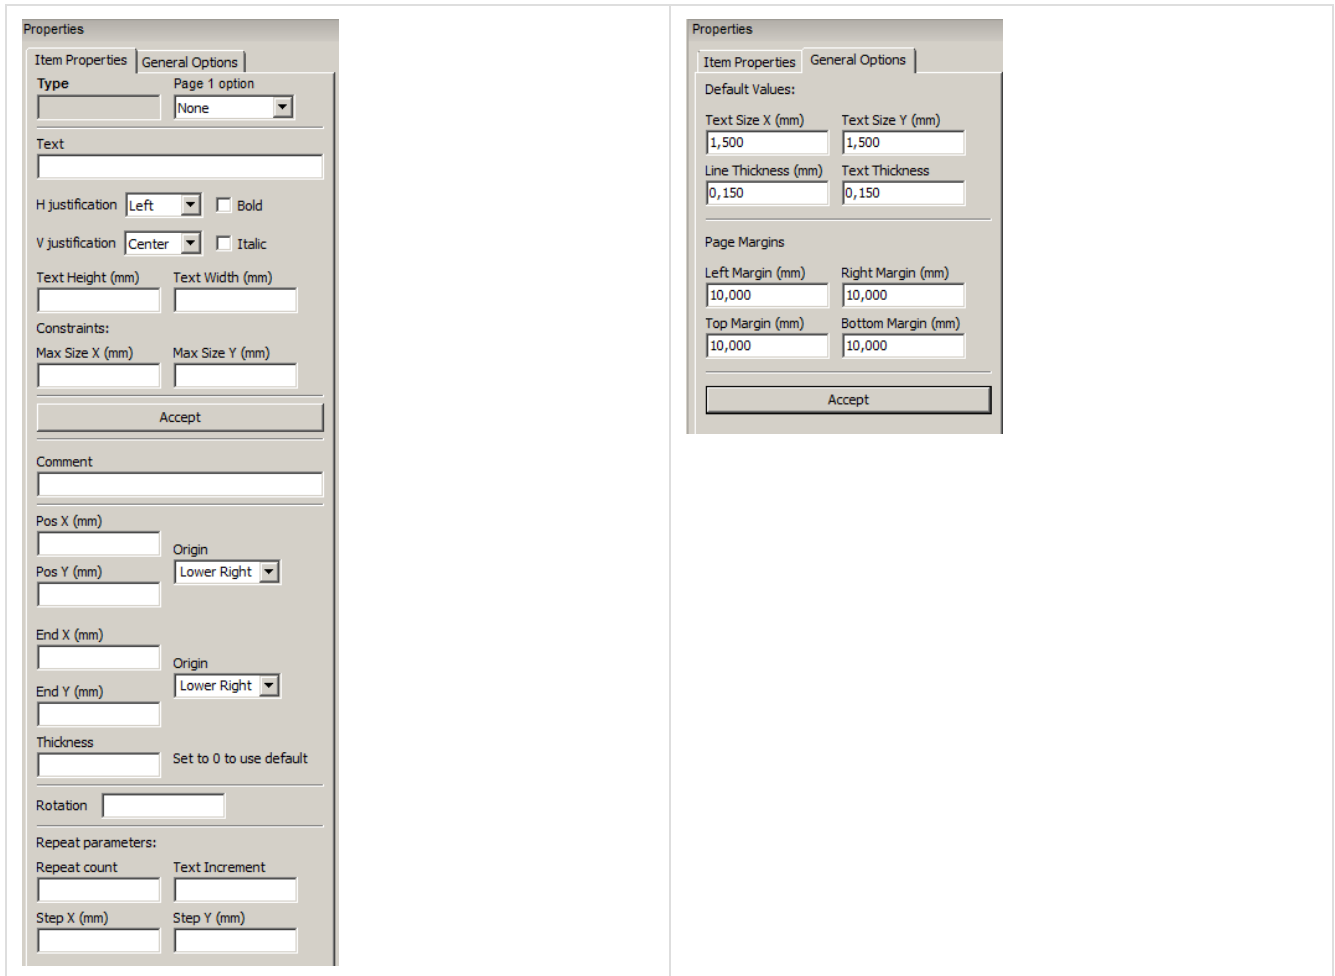 Properties
Item Properties General Options
Type Page 1 option
None
Text
H justification Left Bold
V justification Center Italic
Text Height (mm) Text Width (mm)
Constraints:
Max Size X (mm) Max Size Y (mm)
Accept
Comment
Pos X (mm)
Origin
Pos Y (mm) Lower Right
End X (mm)
Origin
End Y (mm) Lower Right
Thickness
Set to 0 to use default
Rotation
Repeat parameters:
Repeat count Text Increment
Step X (mm) Step Y (mm)
Properties
Item Properties General Options
Default Values:
Text Size X (mm) Text Size Y (mm)
1,500 1,500
Line Thickness (mm) Text Thickness
0,150 0,150
Page Margins
Left Margin (mm) Right Margin (mm)
10,000 10,000
Top Margin (mm) Bottom Margin (mm)
10,000 10,000
Accept